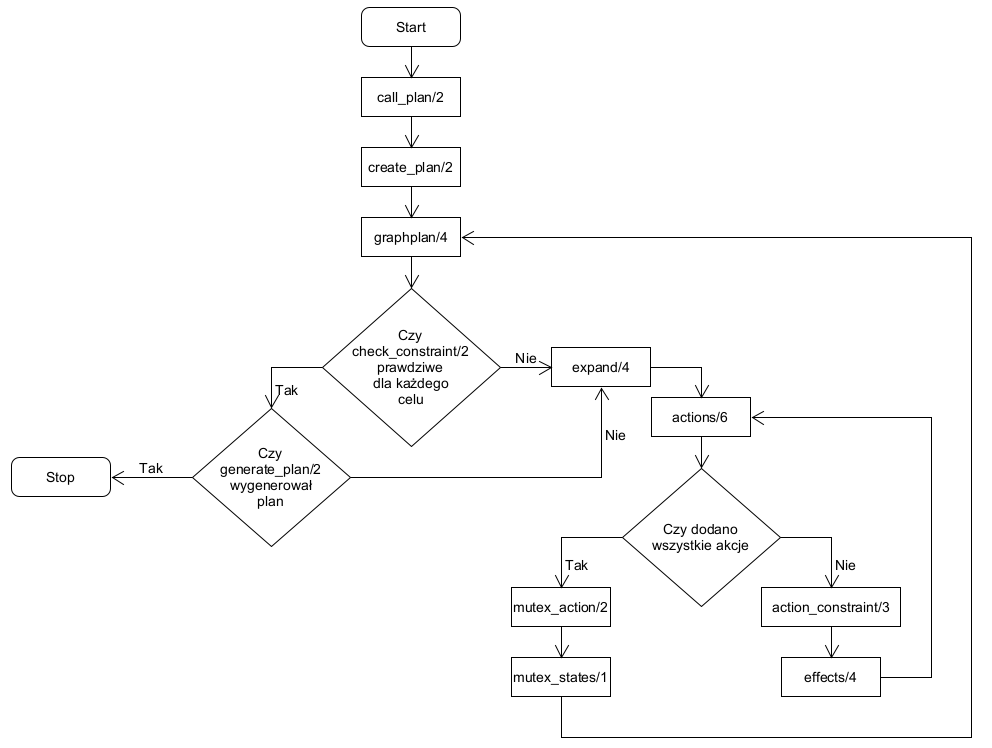 Start
call_plan/2
create_plan/2
graphplan/4
Czy
check_constraint/2
prawdziwe
dla każdego
celu
Nie
expand/4
Tak
actions/6
Nie
Czy
generate_plan/2
wygenerował
plan
Tak
Stop
Czy dodano
wszystkie akcje
Tak
Nie
mutex_action/2
action_constraint/3
mutex_states/1
effects/4